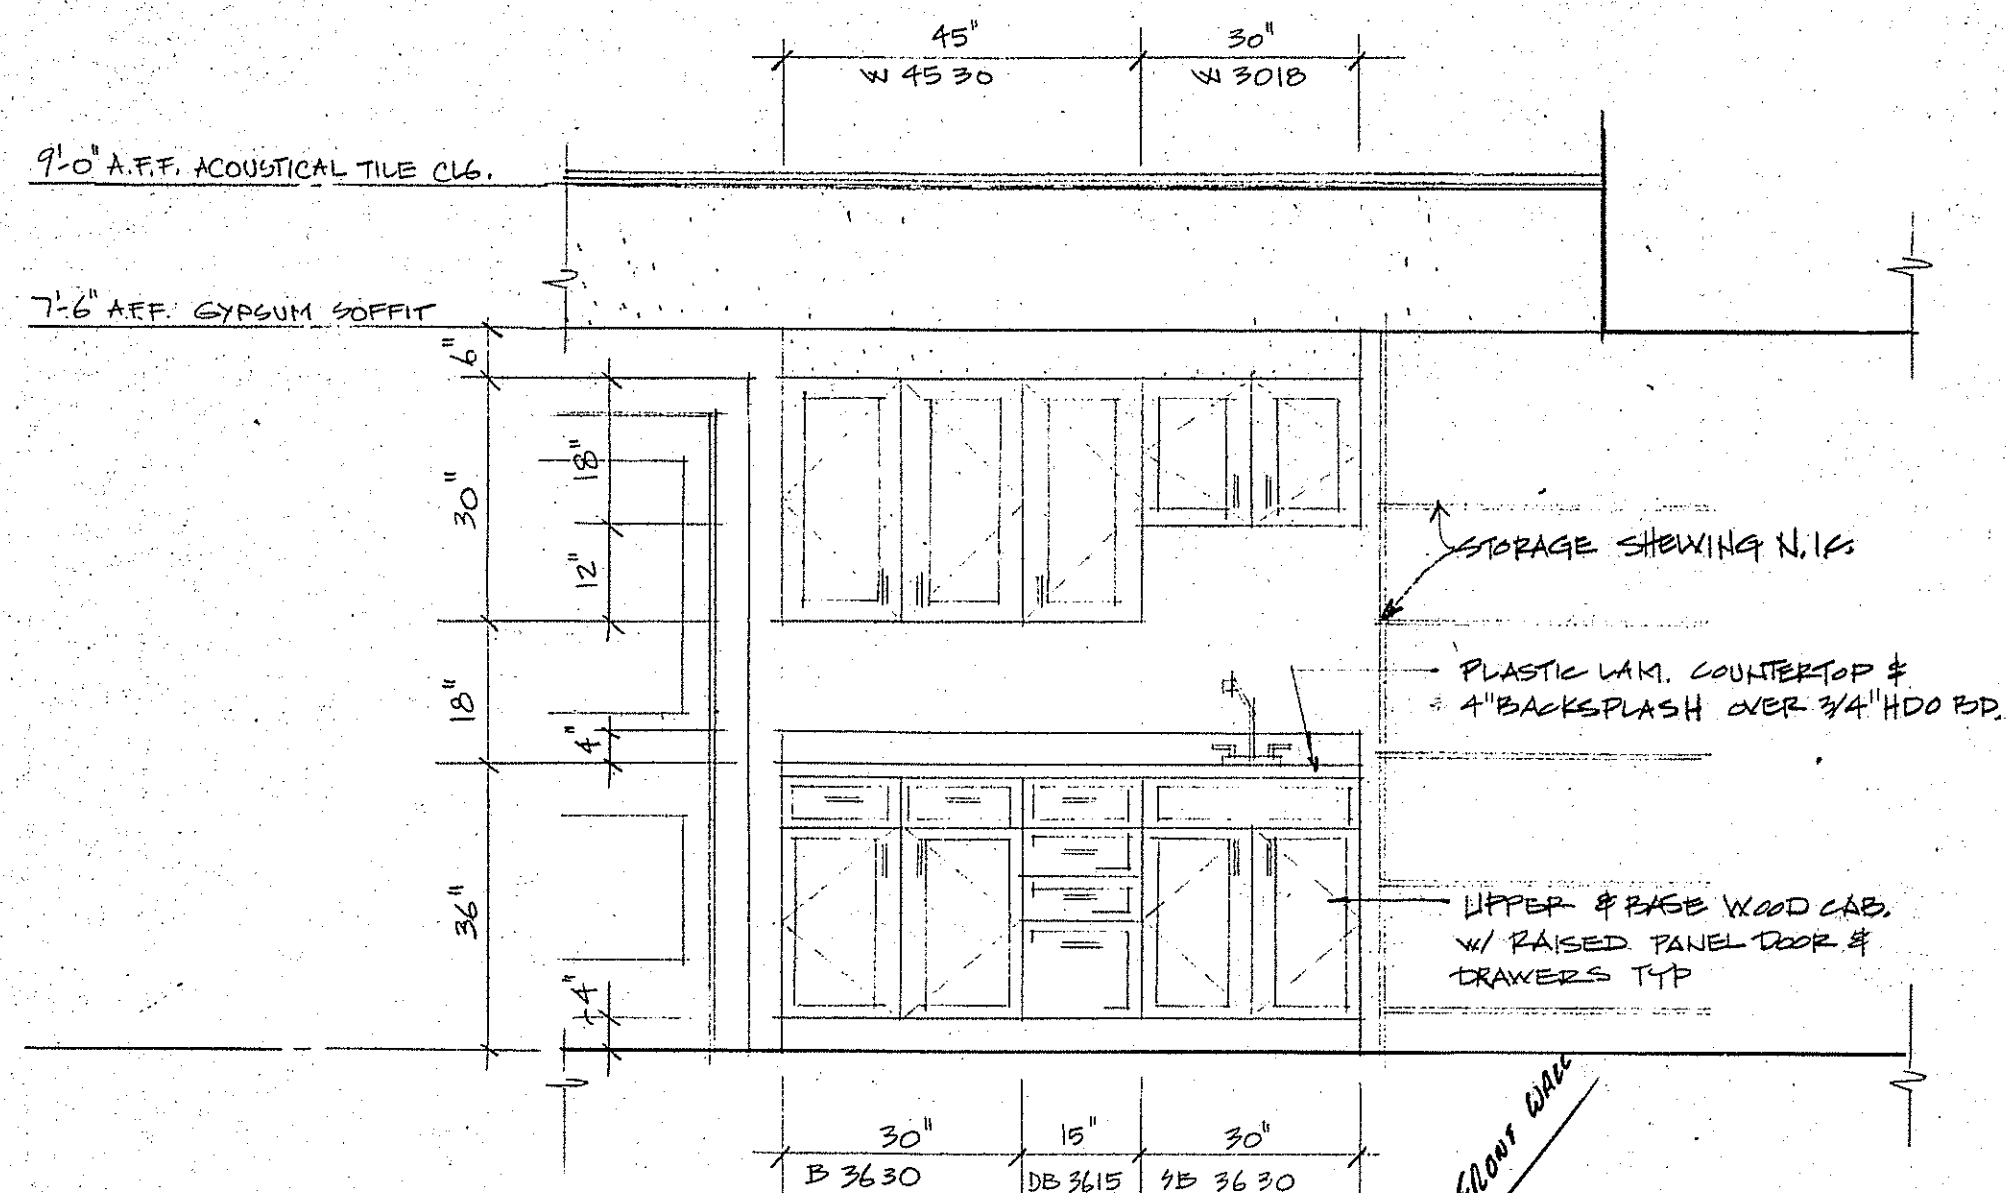 45" 30"
W 4530 W 3018
9'-0" A.F.F. ACOUSTICAL TILE CLG.
7'-6" A.F.F. GYPSUM SOFFIT
6"
18"
30"
12"
STORAGE SHELVING N.I.C.
PLASTIC LAM. COUNTERTOP &
4" BACKSPLASH OVER 3/4" HDO BD.
18"
4"
36"
UPPER & BASE WOOD CAB.
W/ RAISED PANEL DOOR &
DRAWERS TYP
4"
FRONT WALL
30" 15" 30"
B 3630 DB 3615 SB 3630